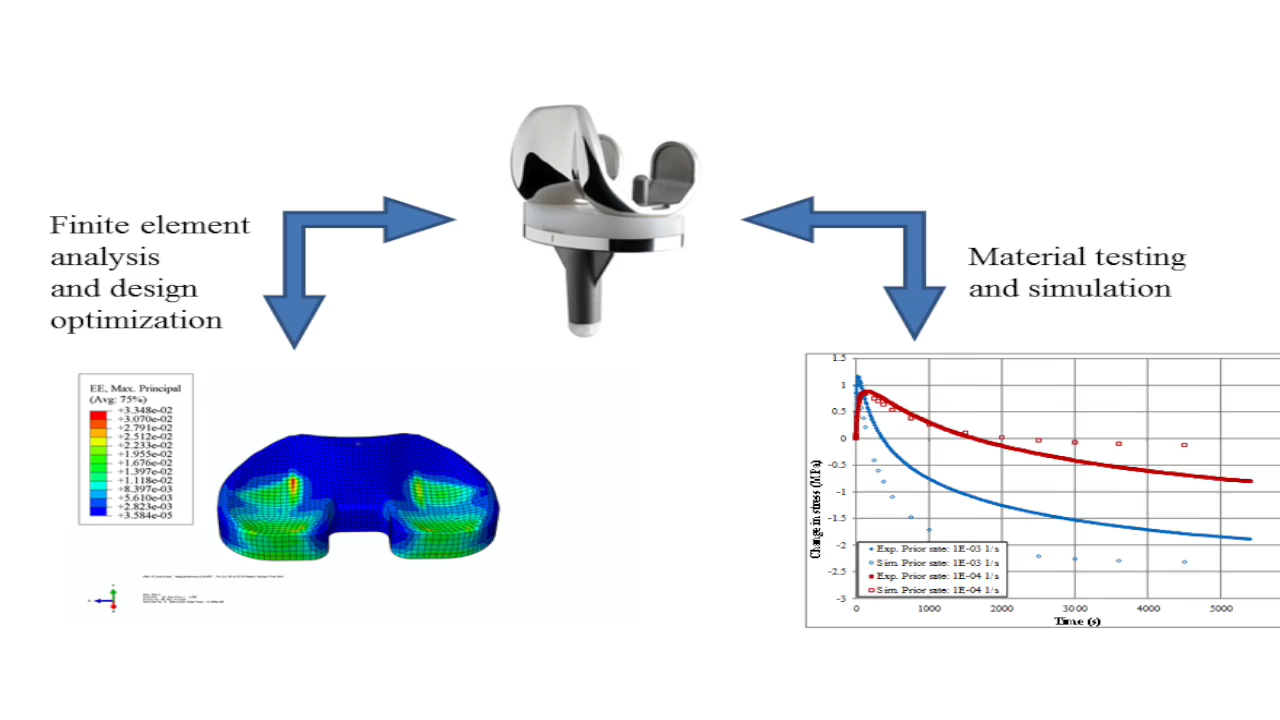 Finite element
analysis
and design
optimization
Material testing
and simulation
EE, Max. Principal
(Avg: 75%)
+3.348e-02
+3.070e-02
+2.791e-02
+2.512e-02
+2.233e-02
+1.955e-02
+1.676e-02
+1.397e-02
+1.118e-02
+8.397e-03
+5.610e-03
+2.823e-03
+3.584e-05
Change in stress (MPa)
1.5
1
0.5
0
-0.5
-1
-1.5
-2
-2.5
-3
Exp. Prior rate: 1E-03 1/s
Sim. Prior rate: 1E-03 1/s
Exp. Prior rate: 1E-04 1/s
Sim. Prior rate: 1E-04 1/s
0 1000 2000 3000 4000 5000
Time (s)